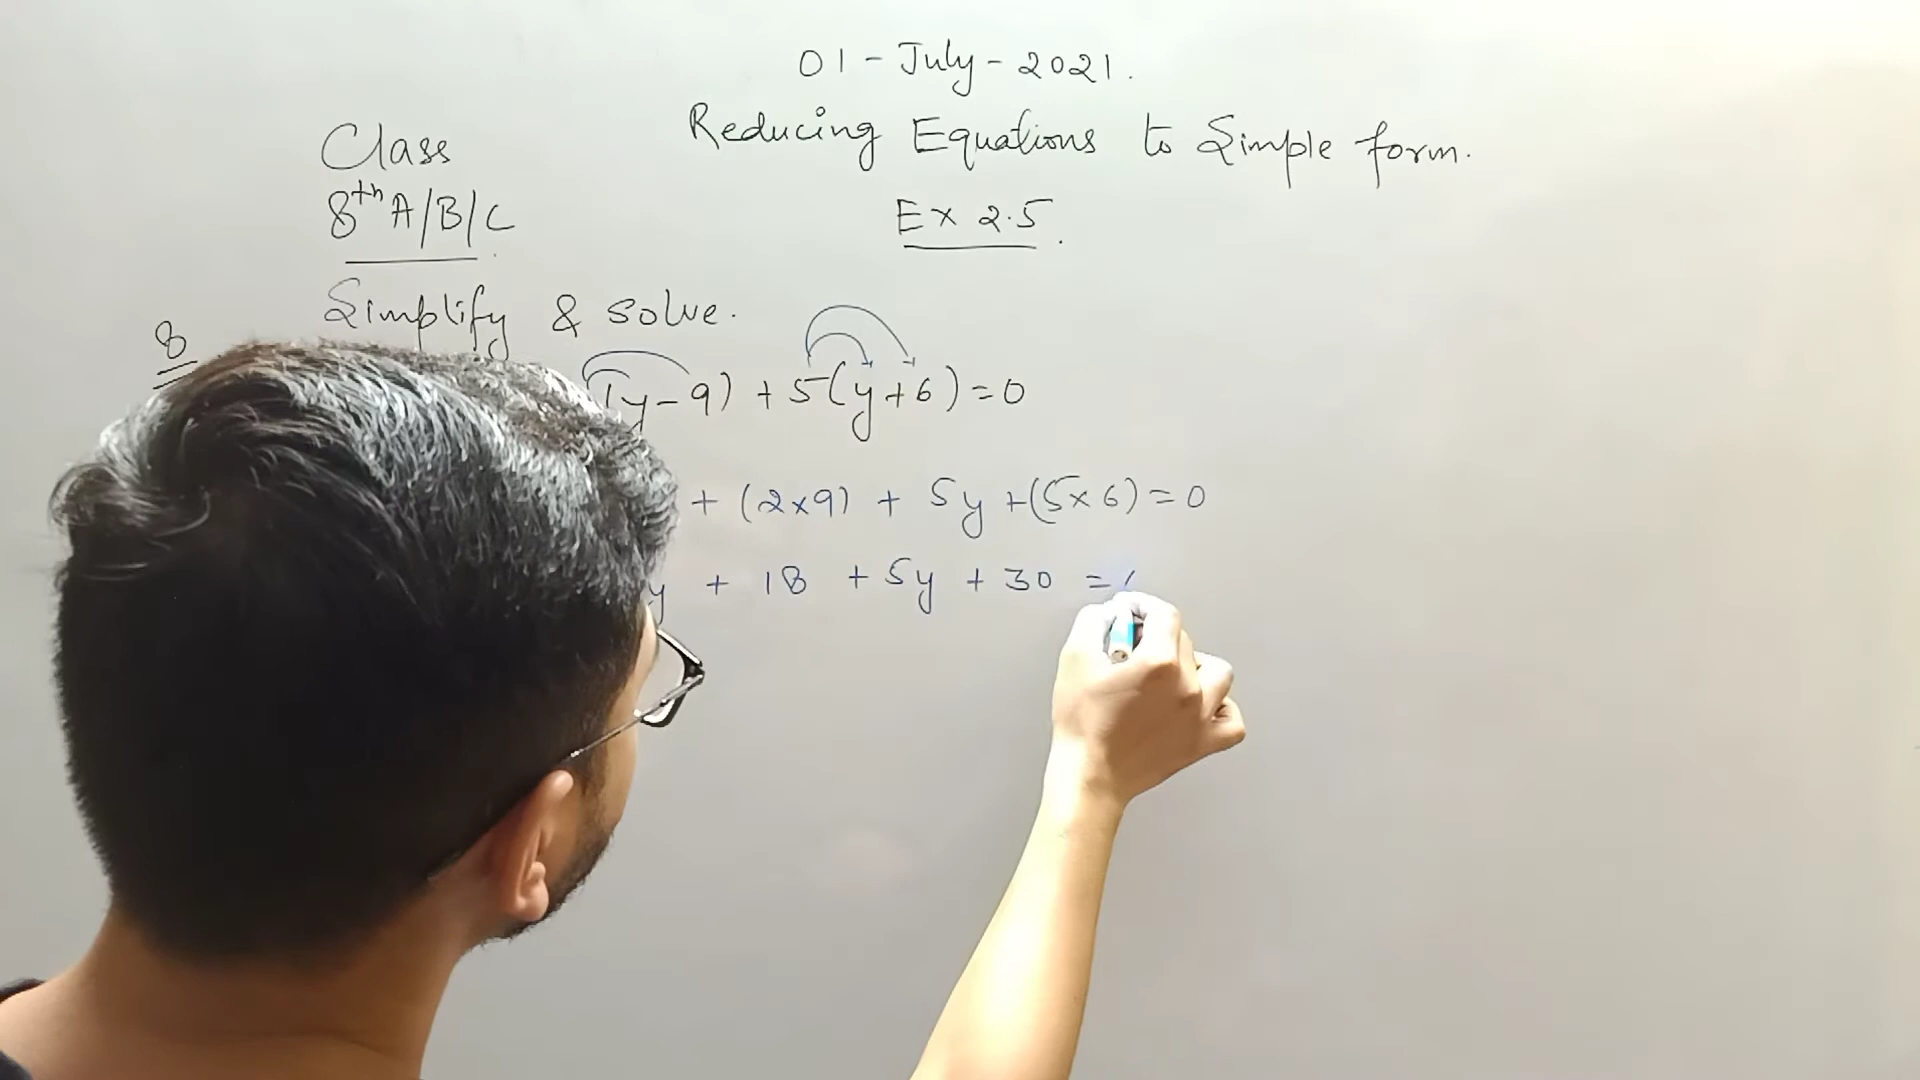 01 - July - 2021.
Reducing Equations to Simple form.
Class
8th A/B/C
Ex 2.5.
Simplify & solve.
8
(y-9) + 5(y+6) = 0
+ (2×9) + 5y + (5×6) = 0
y + 18 + 5y + 30 =